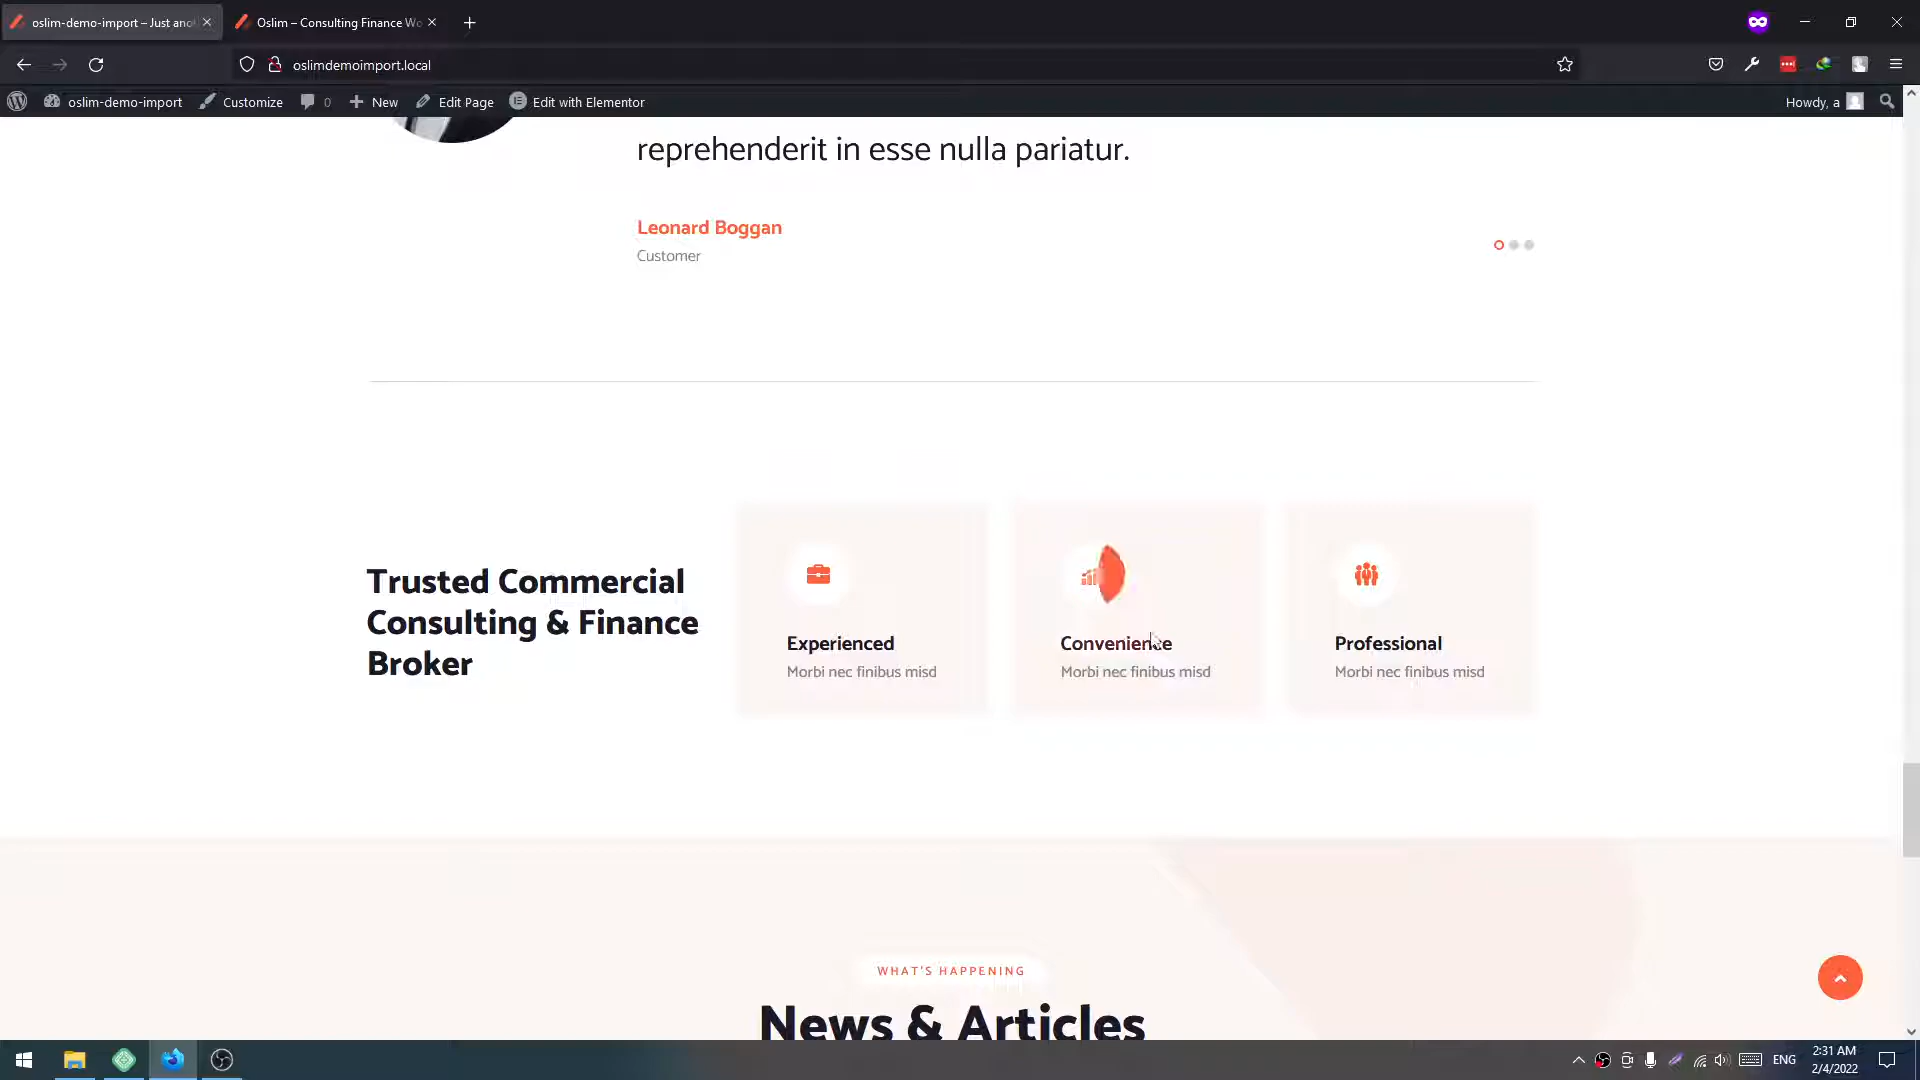 oslim-demo-import – Just ano
Oslim – Consulting Finance Wo
oslimdemoimport.local
oslim-demo-import
Customize
0
New
Edit Page
Edit with Elementor
Howdy, a
reprehenderit in esse nulla pariatur.
Leonard Boggan
Customer
Trusted Commercial
Consulting & Finance
Broker
Experienced
Morbi nec finibus misd
Convenience
Morbi nec finibus misd
Professional
Morbi nec finibus misd
WHAT'S HAPPENING
News & Articles
ENG
2:31 AM
2/4/2022